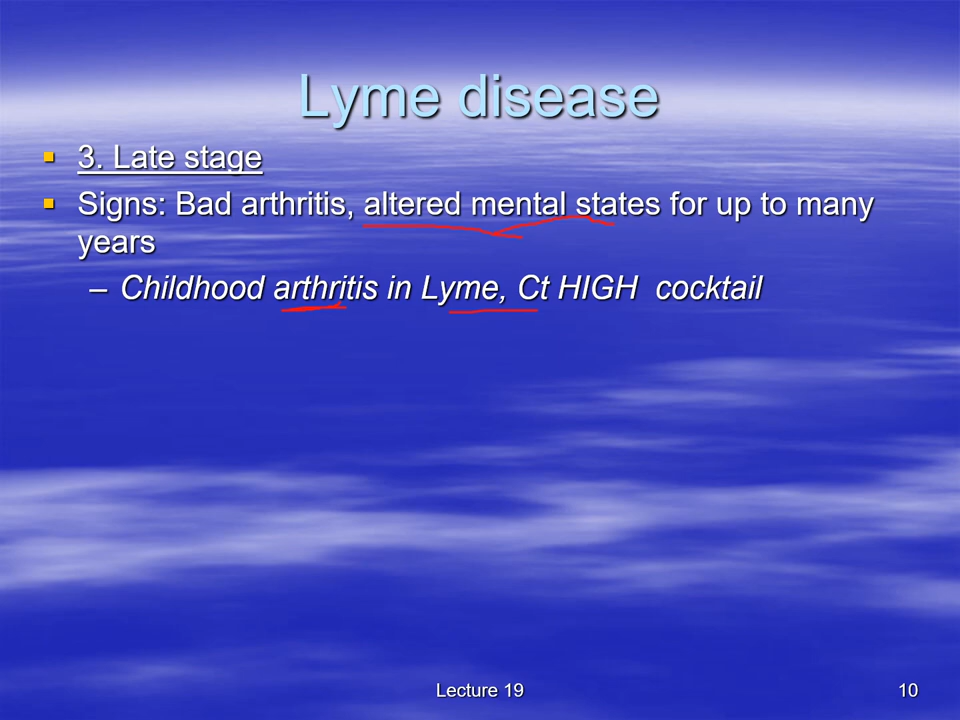 Lyme disease
3. Late stage
Signs: Bad arthritis, altered mental states for up to many
years
– Childhood arthritis in Lyme, Ct HIGH cocktail
Lecture 19
10